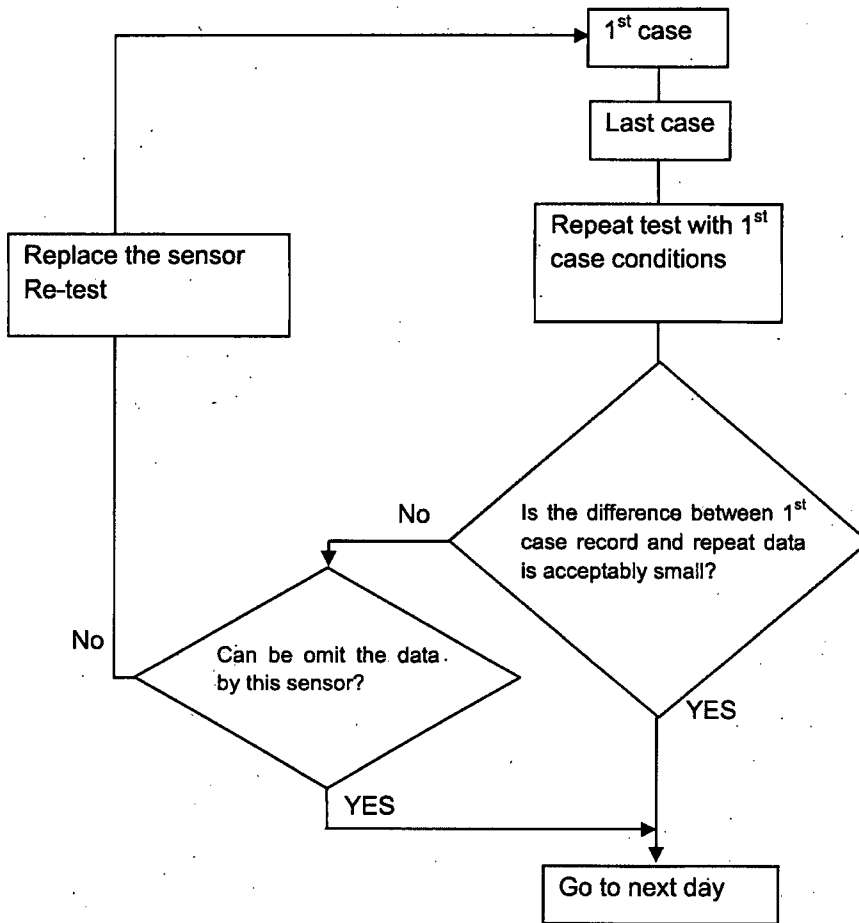 1st case
Last case
Repeat test with 1st
case conditions
Replace the sensor
Re-test
Is the difference between 1st
case record and repeat data
is acceptably small?
No
Can be omit the data
by this sensor?
No
YES
YES
Go to next day